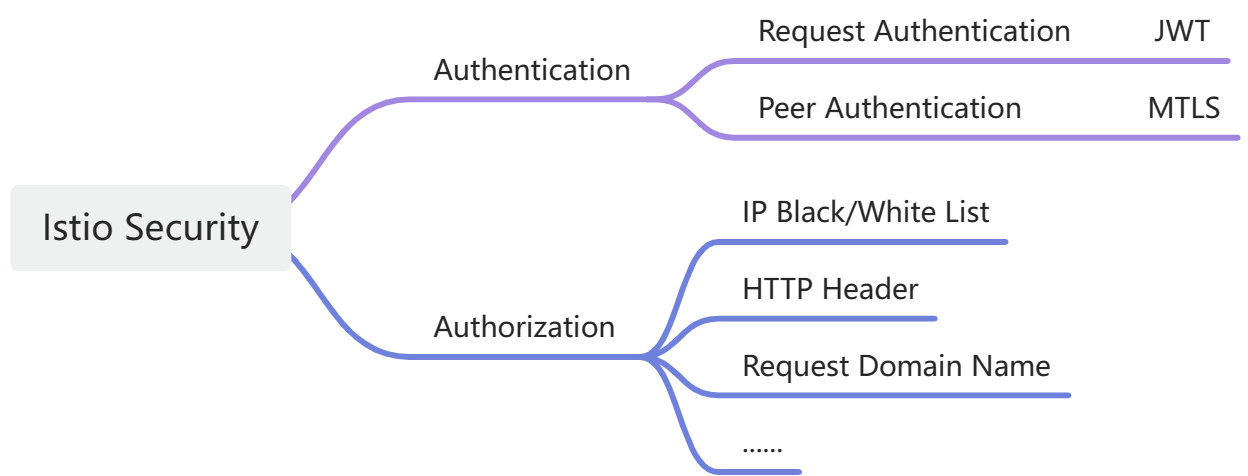 Istio Security
Authentication
Request Authentication JWT
Peer Authentication MTLS
Authorization
IP Black/White List
HTTP Header
Request Domain Name
......